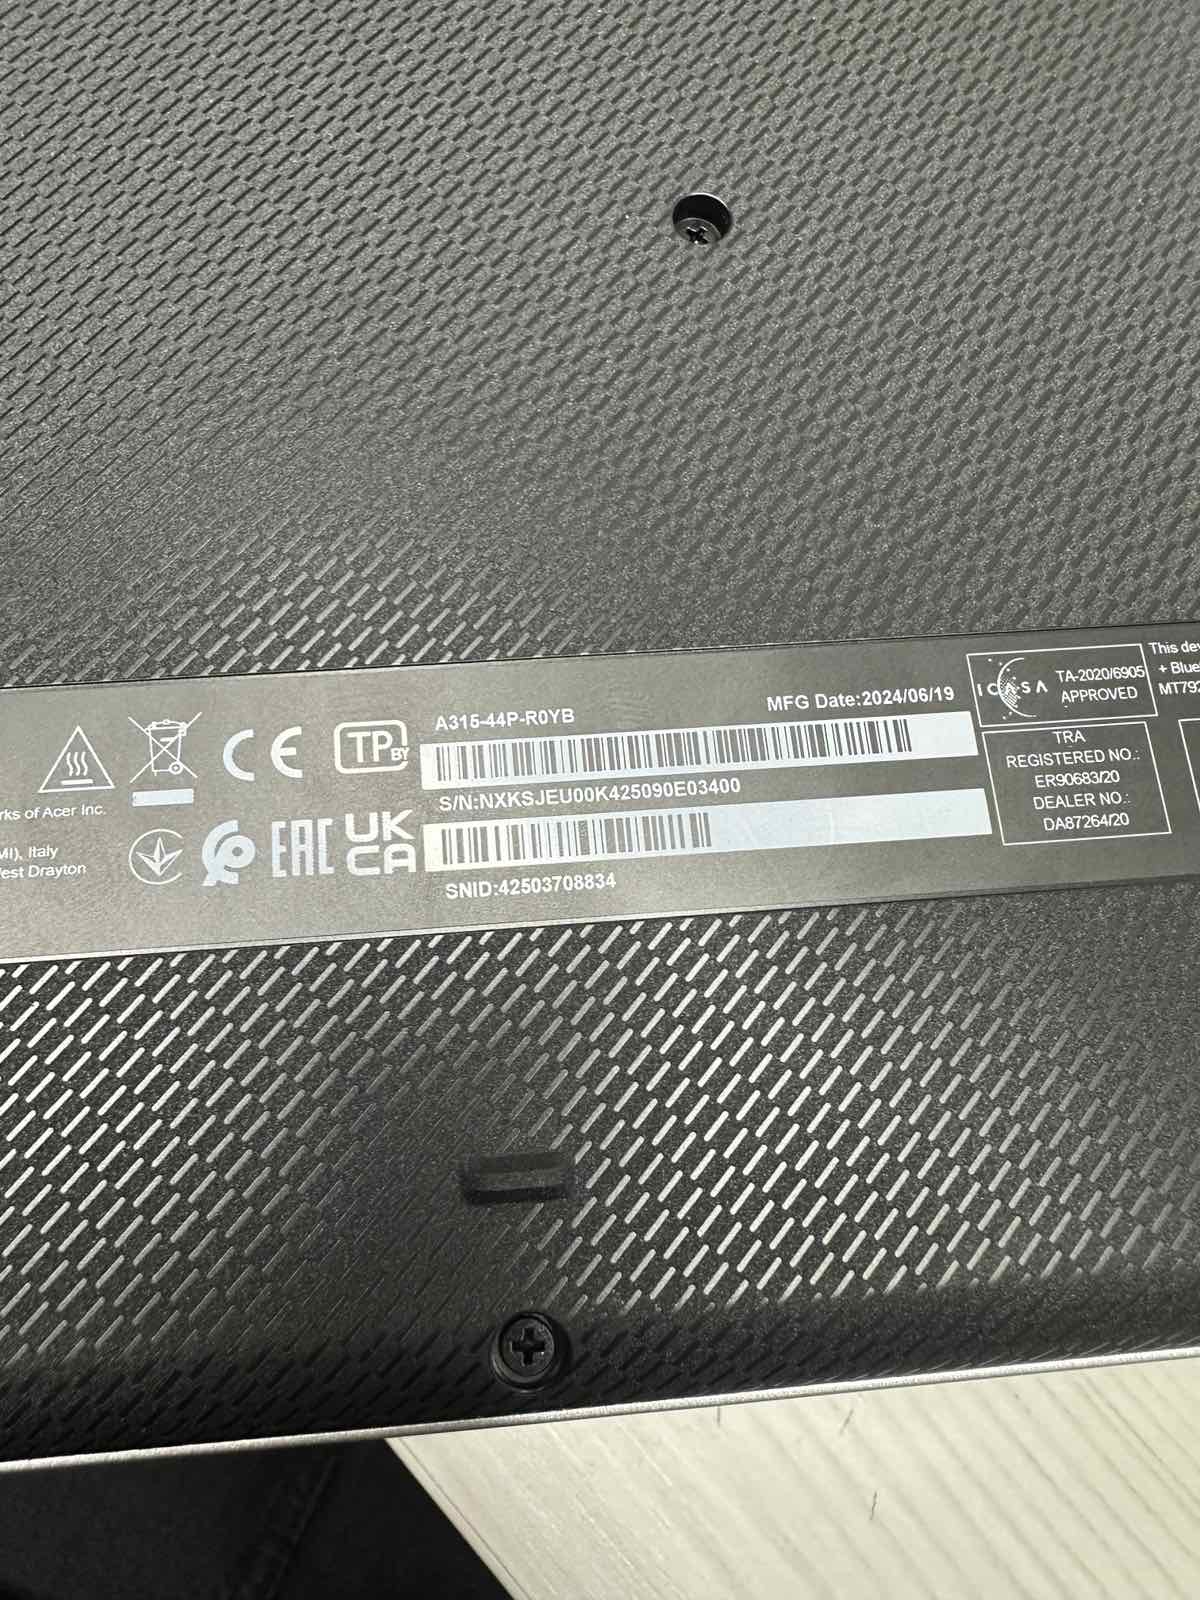 A315-44P-R0YB
MFG Date:2024/06/19
S/N:NXKSJEU00K425090E03400
SNID:42503708834
CE
TP
BY
EAC
UK
CA
rks of Acer Inc.
MI), Italy
est Drayton
ICASA
TA-2020/6905
APPROVED
TRA
REGISTERED NO.:
ER90683/20
DEALER NO.:
DA87264/20
This dev
+ Blue
MT792